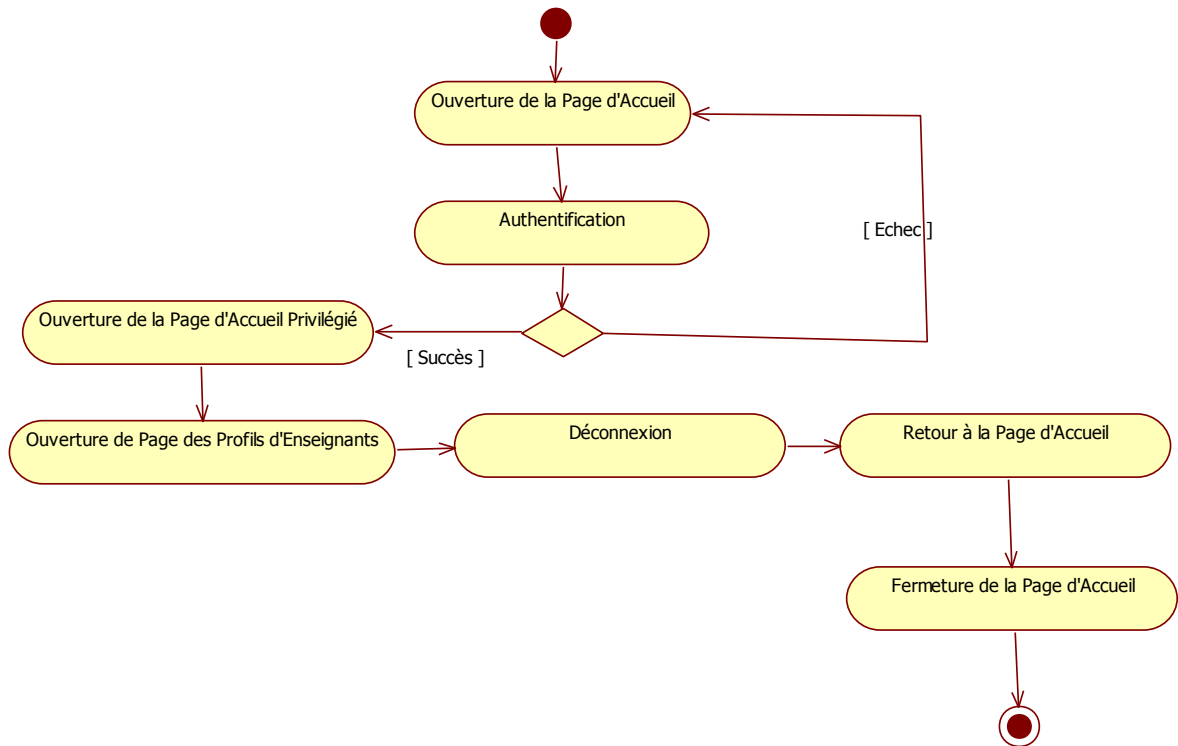 Ouverture de la Page d'Accueil
Authentification
[ Echec ]
Ouverture de la Page d'Accueil Privilégié
[ Succès ]
Ouverture de Page des Profils d'Enseignants
Déconnexion
Retour à la Page d'Accueil
Fermeture de la Page d'Accueil